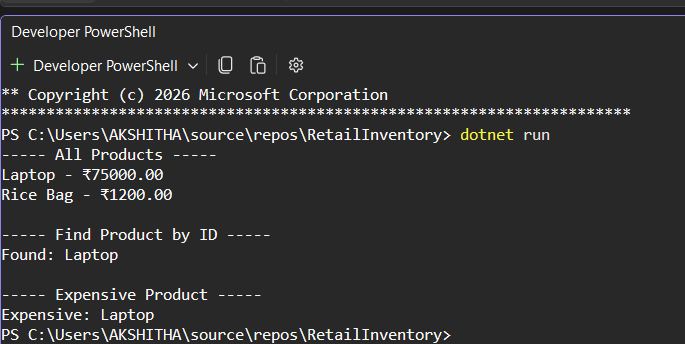 Developer PowerShell
+ Developer PowerShell
** Copyright (c) 2026 Microsoft Corporation
**********************************************************************
PS C:\Users\AKSHITHA\source\repos\RetailInventory> dotnet run
----- All Products -----
Laptop - ₹75000.00
Rice Bag - ₹1200.00
----- Find Product by ID -----
Found: Laptop
----- Expensive Product -----
Expensive: Laptop
PS C:\Users\AKSHITHA\source\repos\RetailInventory>